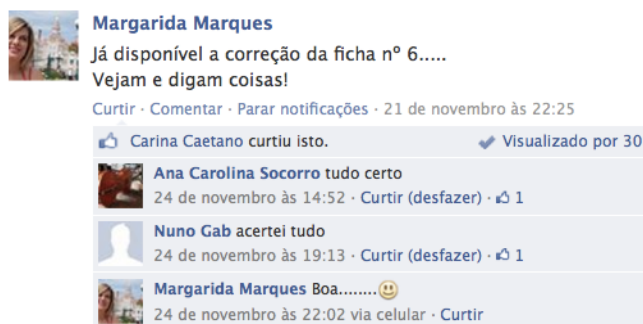 Margarida Marques
Já disponível a correção da ficha nº 6.....
Vejam e digam coisas!
Curtir · Comentar · Parar notificações · 21 de novembro às 22:25
Carina Caetano curtiu isto. Visualizado por 30
Ana Carolina Socorro tudo certo
24 de novembro às 14:52 · Curtir (desfazer) · 1
Nuno Gab acertei tudo
24 de novembro às 19:13 · Curtir (desfazer) · 1
Margarida Marques Boa........
24 de novembro às 22:02 via celular · Curtir